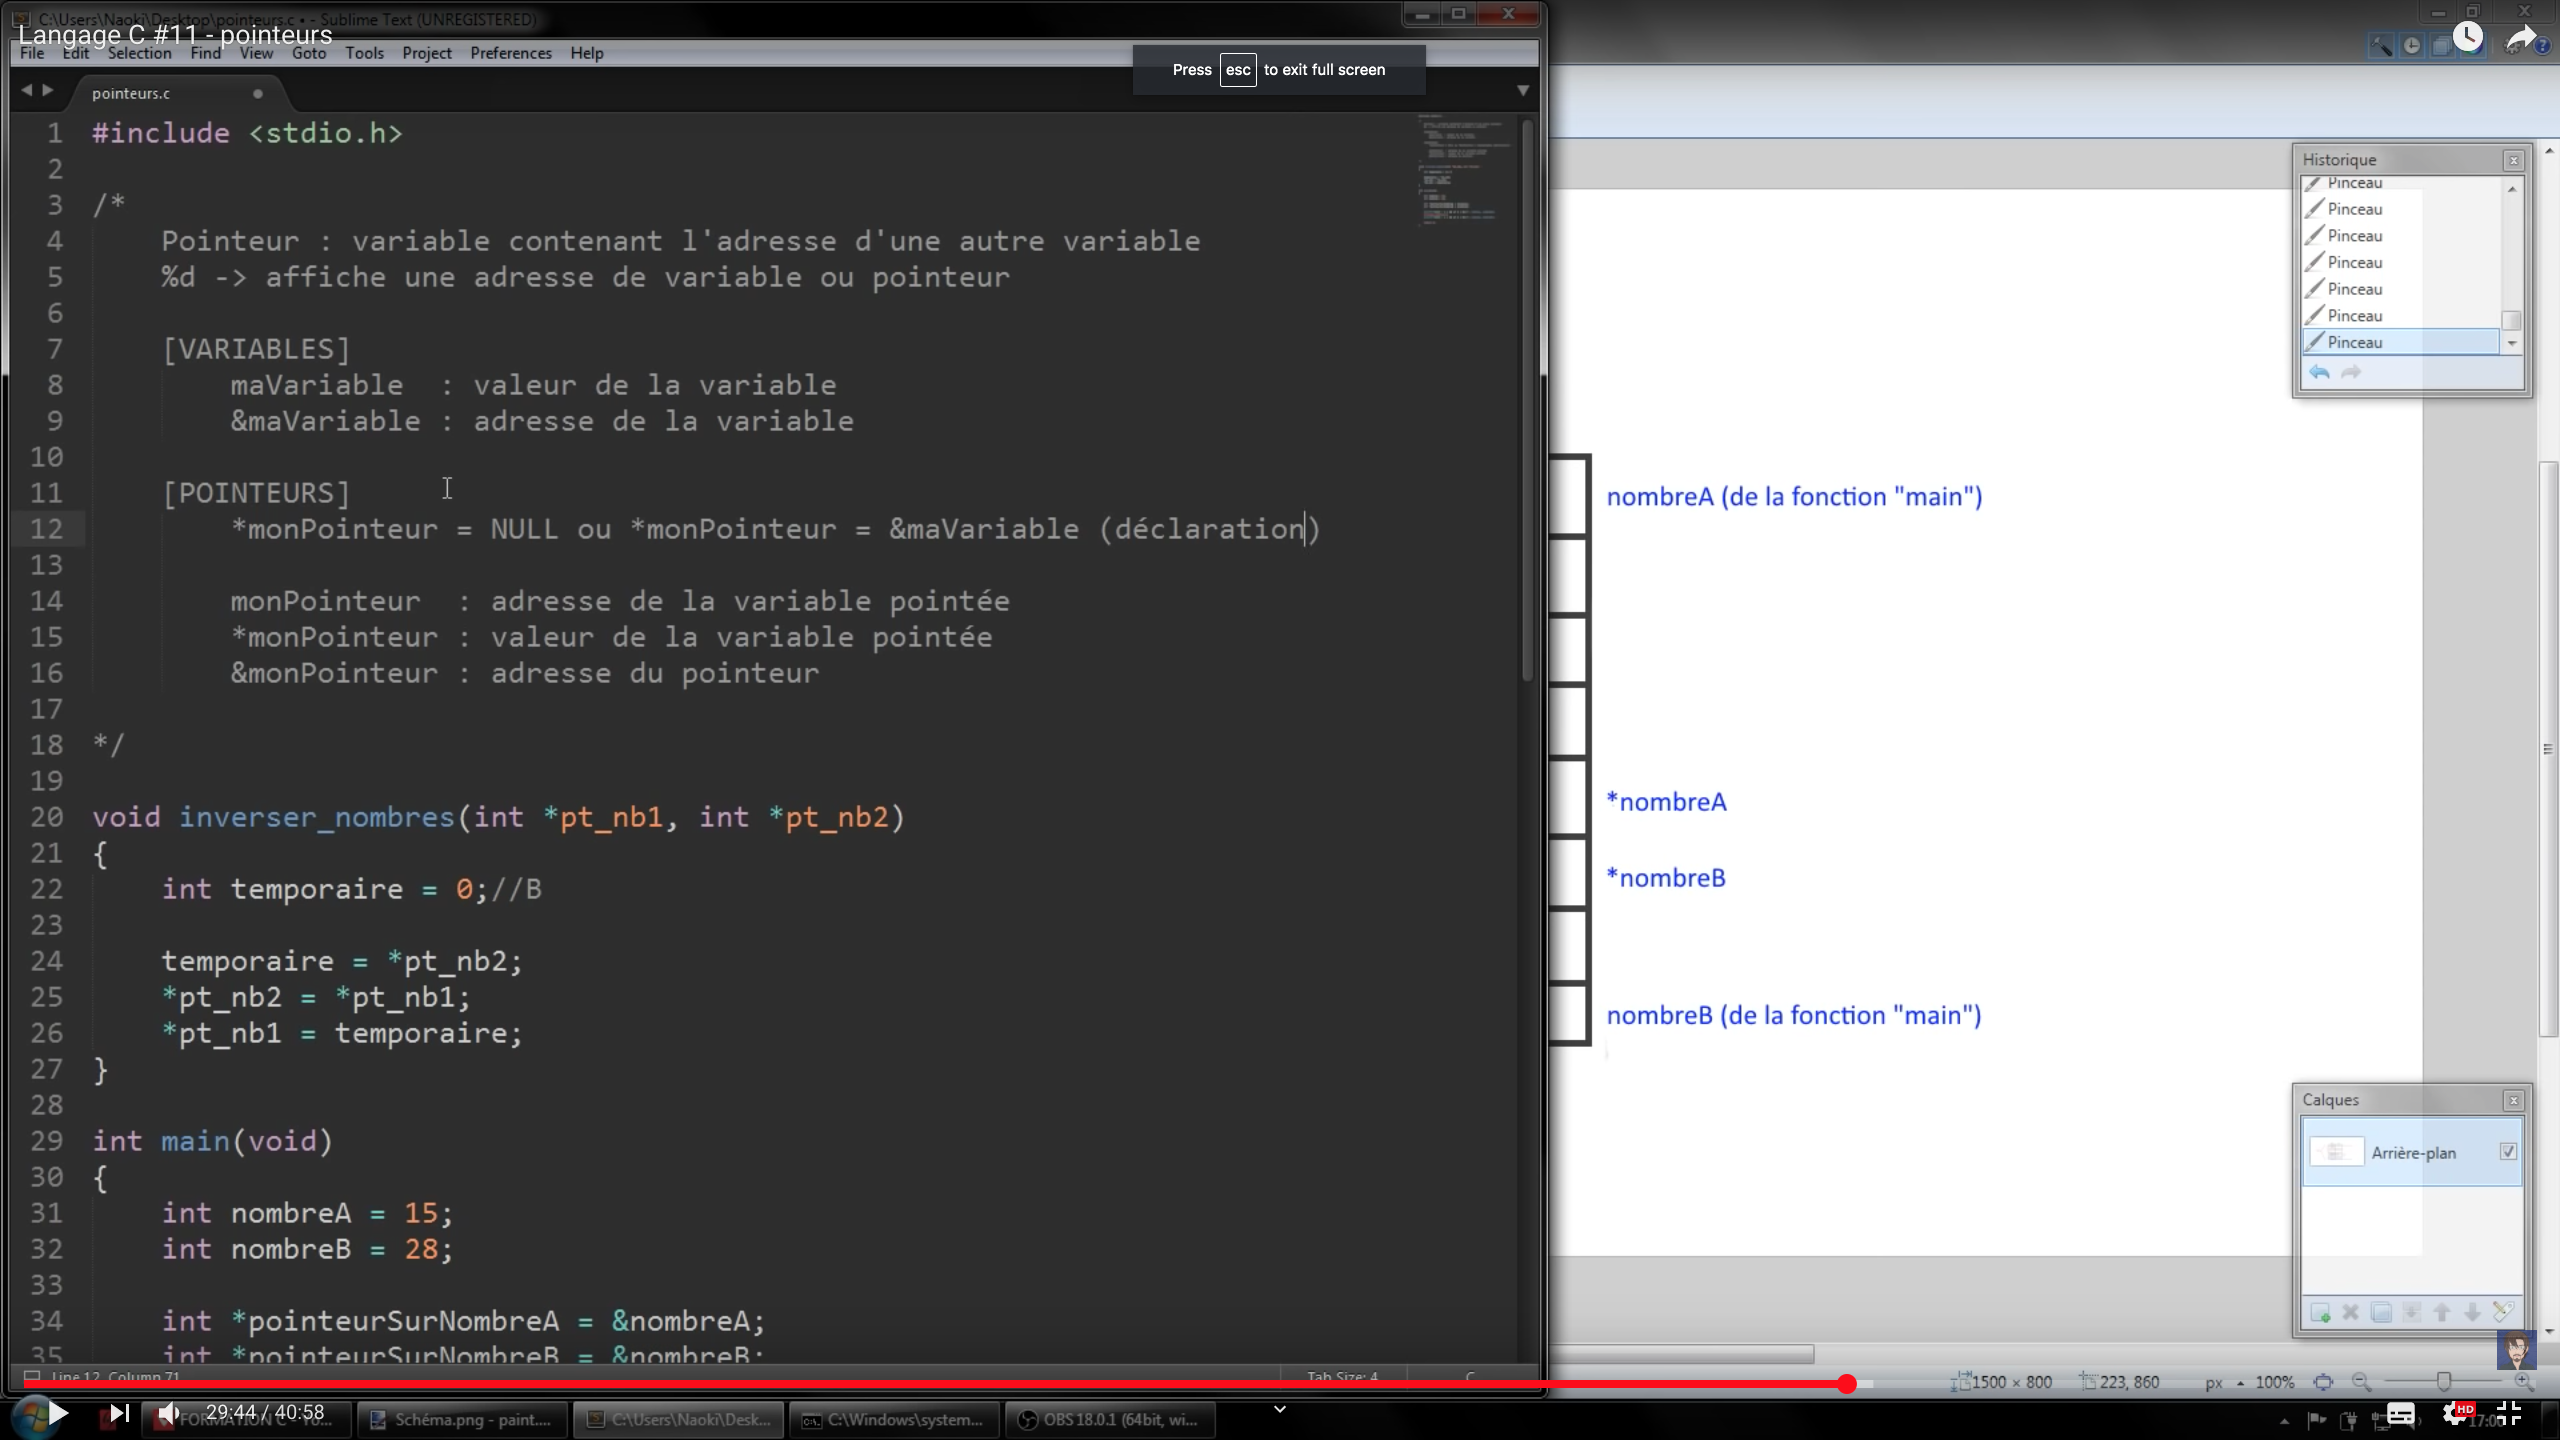 C:\Users\Naoki\Desktop\pointeurs.c • - Sublime Text (UNREGISTERED)
Langage C #11 - pointeurs
File Edit Selection Find View Goto Tools Project Preferences Help
Press esc to exit full screen
pointeurs.c
1 #include <stdio.h>
2
3 /*
4 Pointeur : variable contenant l'adresse d'une autre variable
5 %d -> affiche une adresse de variable ou pointeur
6
7 [VARIABLES]
8 maVariable : valeur de la variable
9 &maVariable : adresse de la variable
10
11 [POINTEURS]
12 *monPointeur = NULL ou *monPointeur = &maVariable (déclaration)
13
14 monPointeur : adresse de la variable pointée
15 *monPointeur : valeur de la variable pointée
16 &monPointeur : adresse du pointeur
17
18 */
19
20 void inverser_nombres(int *pt_nb1, int *pt_nb2)
21 {
22 int temporaire = 0;//B
23
24 temporaire = *pt_nb2;
25 *pt_nb2 = *pt_nb1;
26 *pt_nb1 = temporaire;
27 }
28
29 int main(void)
30 {
31 int nombreA = 15;
32 int nombreB = 28;
33
34 int *pointeurSurNombreA = &nombreA;
35 int *pointeurSurNombreB = &nombreB;
Line 12, Column 71
Tab Size: 4
C
Historique
Pinceau
Pinceau
Pinceau
Pinceau
Pinceau
Pinceau
Pinceau
nombreA (de la fonction "main")
*nombreA
*nombreB
nombreB (de la fonction "main")
Calques
Arrière-plan
1500 × 800
223, 860
px
100%
29:44 / 40:58
FORMATION C
Schéma.png - paint....
C:\Users\Naoki\Desk...
C:\Windows\system...
OBS 18.0.1 (64bit, wi...
HD